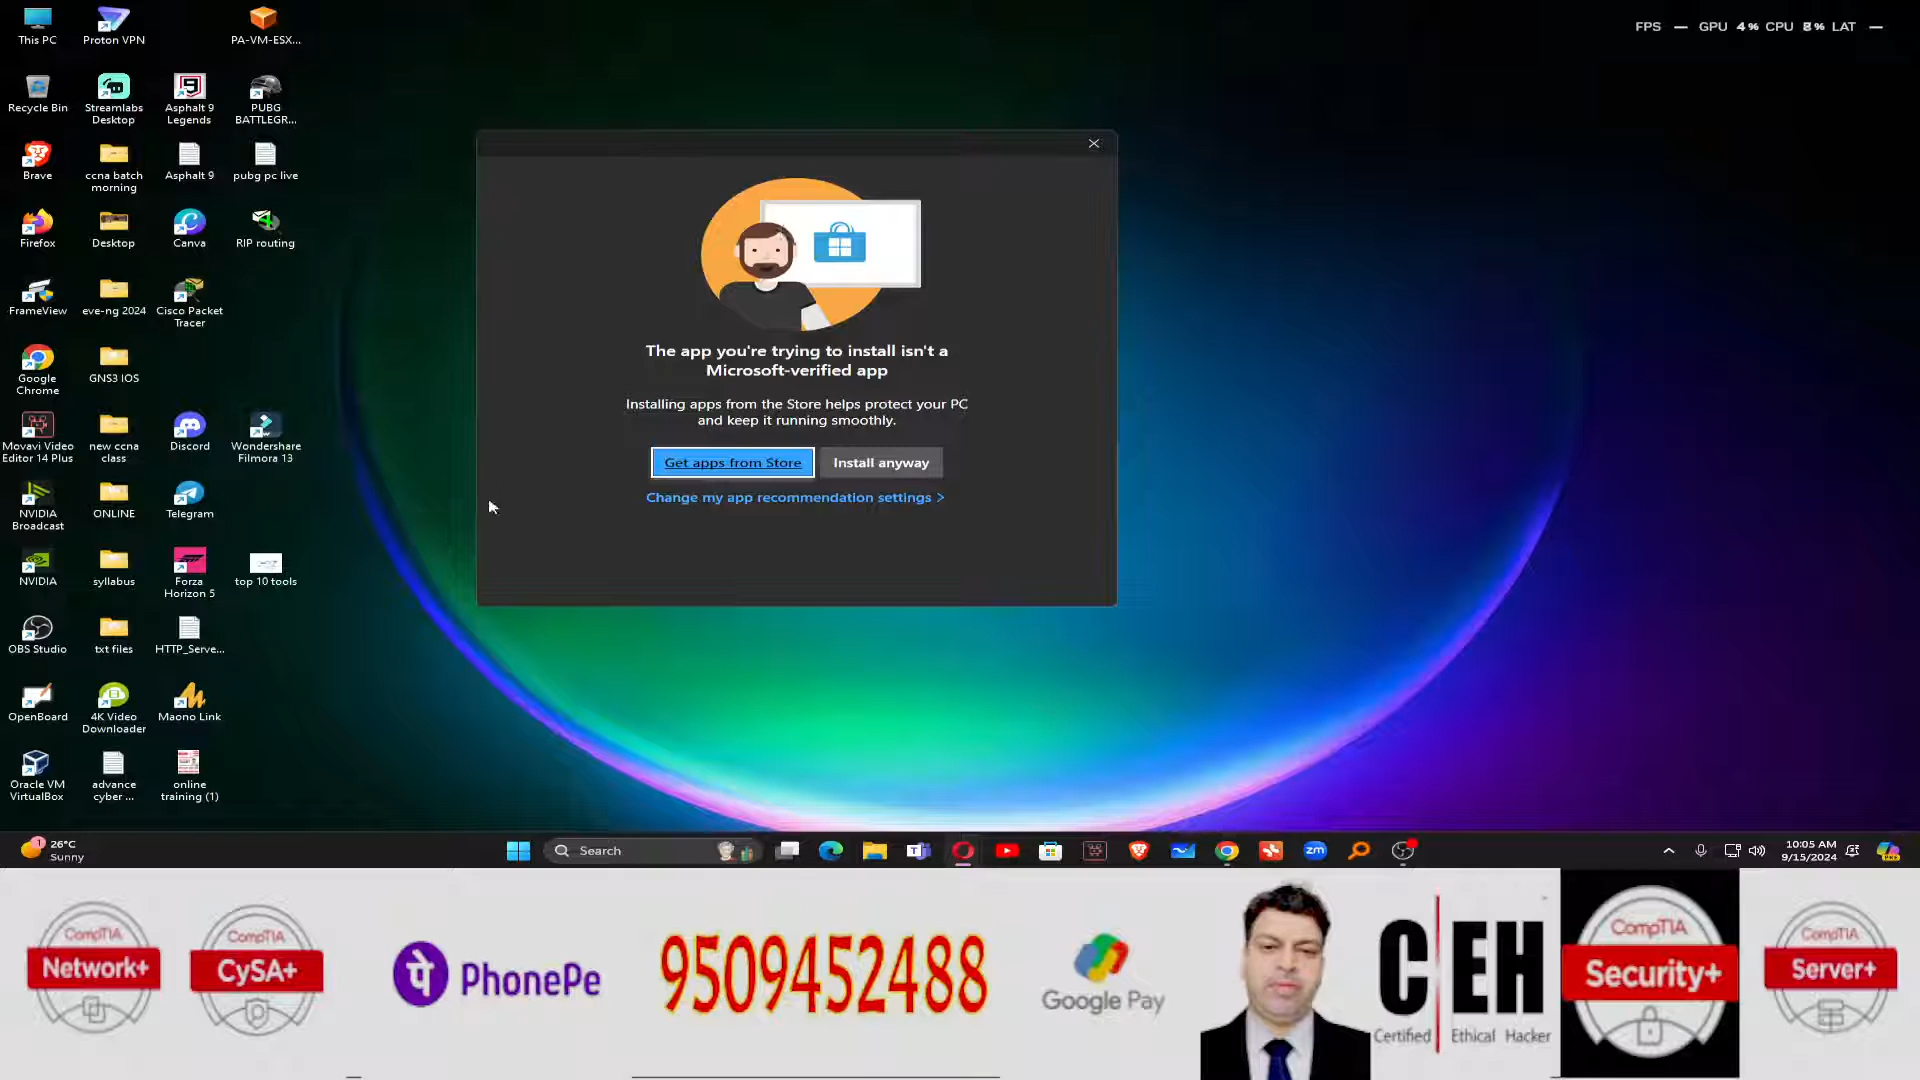 This PC
Proton VPN
PA-VM-ESX...
FPS — GPU 4% CPU 8% LAT —
Recycle Bin
Streamlabs
Desktop
Asphalt 9
Legends
PUBG
BATTLEGR...
Brave
ccna batch
morning
Asphalt 9
pubg pc live
Firefox
Desktop
Canva
RIP routing
FrameView
eve-ng 2024
Cisco Packet
Tracer
Google
Chrome
GNS3 IOS
Movavi Video
Editor 14 Plus
new ccna
class
Discord
Wondershare
Filmora 13
NVIDIA
Broadcast
ONLINE
Telegram
NVIDIA
syllabus
Forza
Horizon 5
top 10 tools
OBS Studio
txt files
HTTP_Serve...
OpenBoard
4K Video
Downloader
Maono Link
Oracle VM
VirtualBox
advance
cyber ...
online
training (1)
The app you're trying to install isn't a
Microsoft-verified app
Installing apps from the Store helps protect your PC
and keep it running smoothly.
Get apps from Store
Install anyway
Change my app recommendation settings >
1
26°C
Sunny
Search
zm
10:05 AM
9/15/2024
CompTIA
Network+
CompTIA
CySA+
पे PhonePe
9509452488
Google Pay
C|EH
Certified Ethical Hacker
CompTIA
Security+
CompTIA
Server+